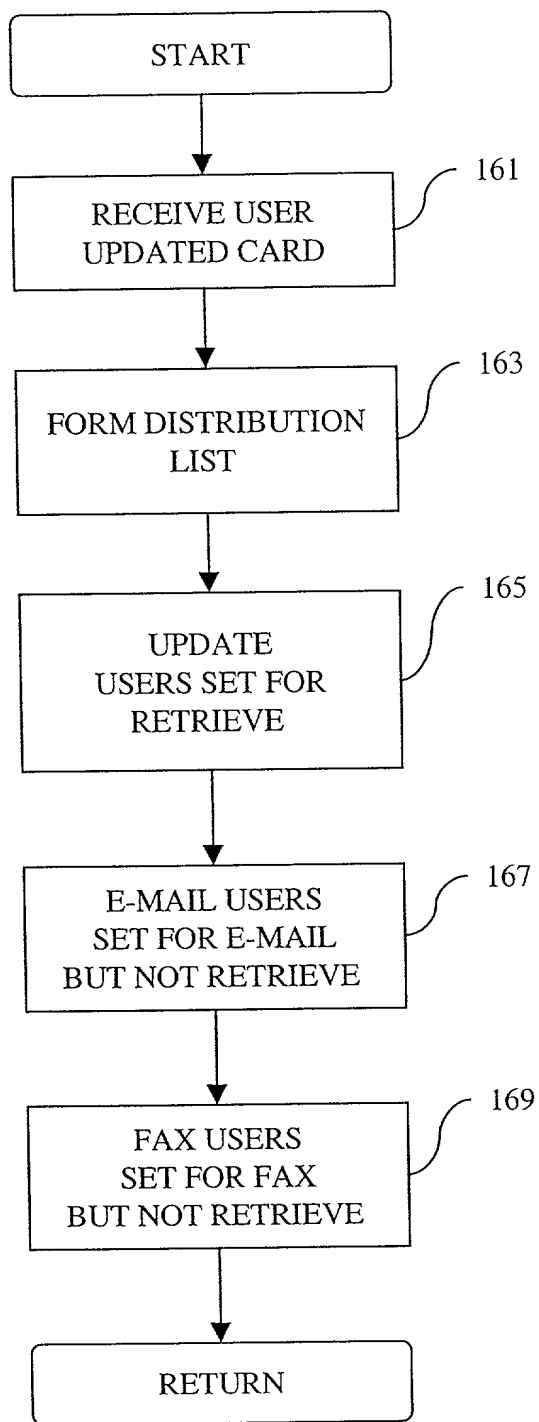 START
161
RECEIVE USER
UPDATED CARD
163
FORM DISTRIBUTION
LIST
165
UPDATE
USERS SET FOR
RETRIEVE
167
E-MAIL USERS
SET FOR E-MAIL
BUT NOT RETRIEVE
169
FAX USERS
SET FOR FAX
BUT NOT RETRIEVE
RETURN